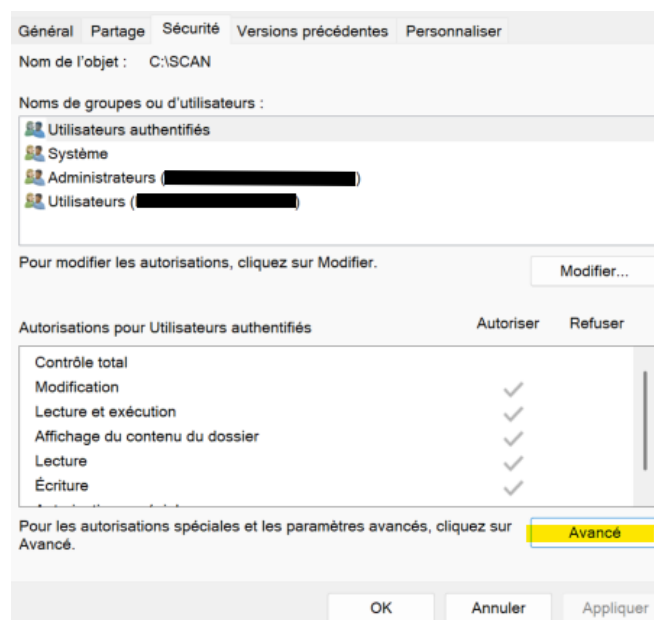 Général Partage Sécurité Versions précédentes Personnaliser
Nom de l'objet : C:\SCAN
Noms de groupes ou d'utilisateurs :
Utilisateurs authentifiés
Système
Administrateurs ( )
Utilisateurs ( )
Pour modifier les autorisations, cliquez sur Modifier.
Modifier...
Autorisations pour Utilisateurs authentifiés Autoriser Refuser
Contrôle total
Modification
Lecture et exécution
Affichage du contenu du dossier
Lecture
Écriture
Pour les autorisations spéciales et les paramètres avancés, cliquez sur
Avancé.
Avancé
OK Annuler Appliquer